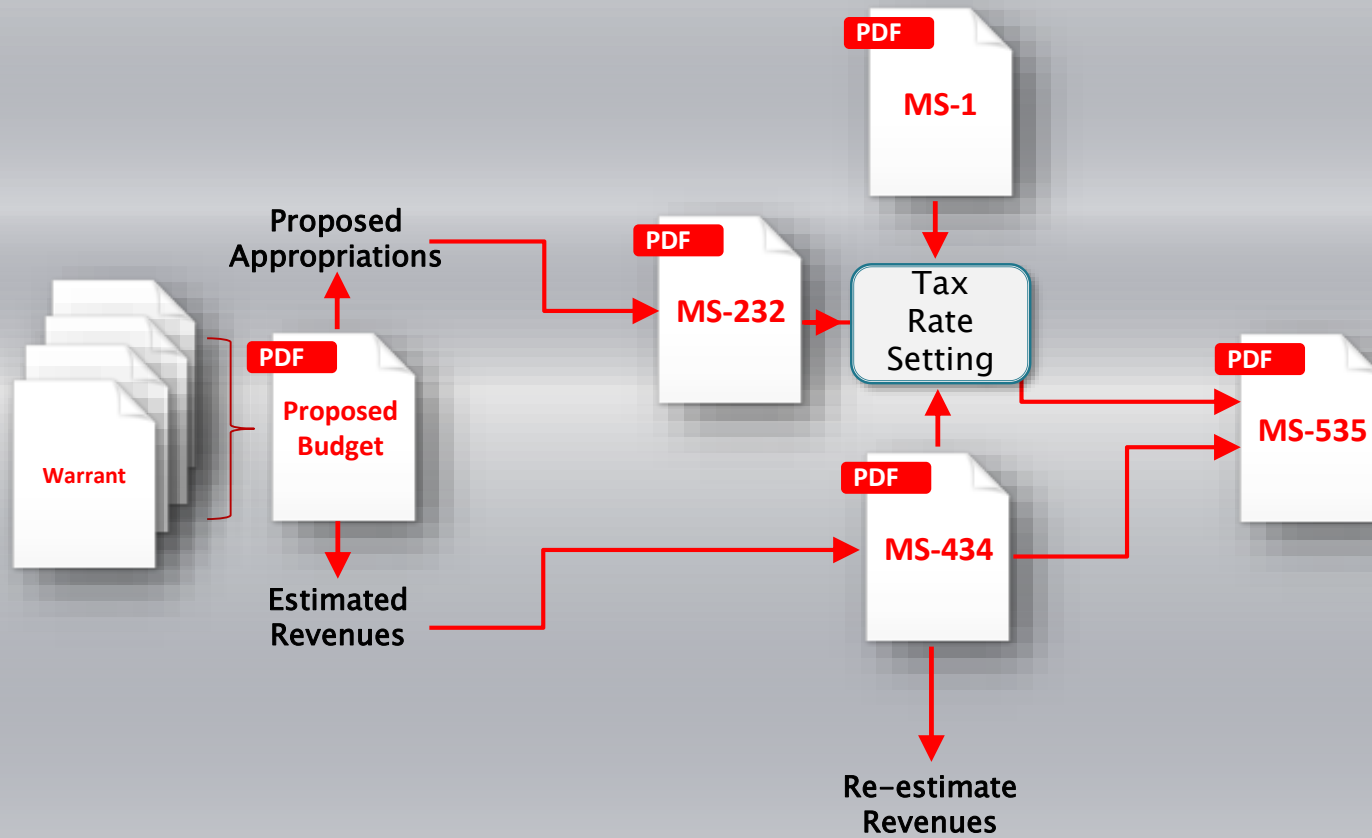 PDF
MS-1
Proposed
Appropriations
PDF
MS-232
Tax
Rate
Setting
Warrant
PDF
Proposed
Budget
PDF
MS-535
PDF
MS-434
Estimated
Revenues
Re-estimate
Revenues